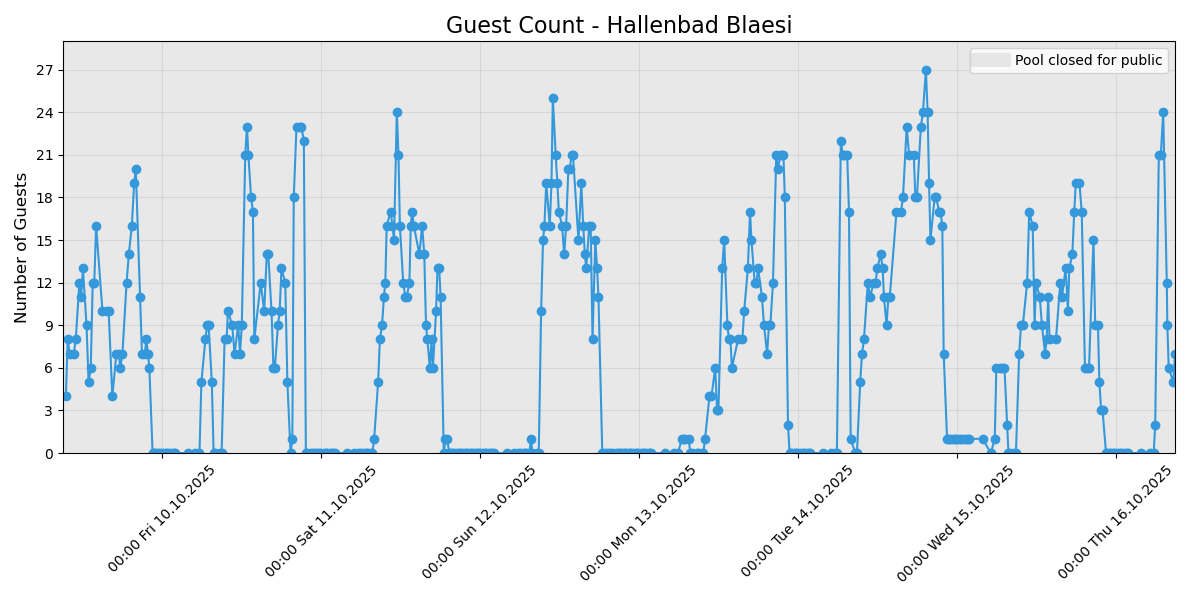 Guest Count - Hallenbad Blaesi
Pool closed for public
Number of Guests
27
24
21
18
15
12
9
6
3
0
00:00 Fri 10.10.2025
00:00 Sat 11.10.2025
00:00 Sun 12.10.2025
00:00 Mon 13.10.2025
00:00 Tue 14.10.2025
00:00 Wed 15.10.2025
00:00 Thu 16.10.2025